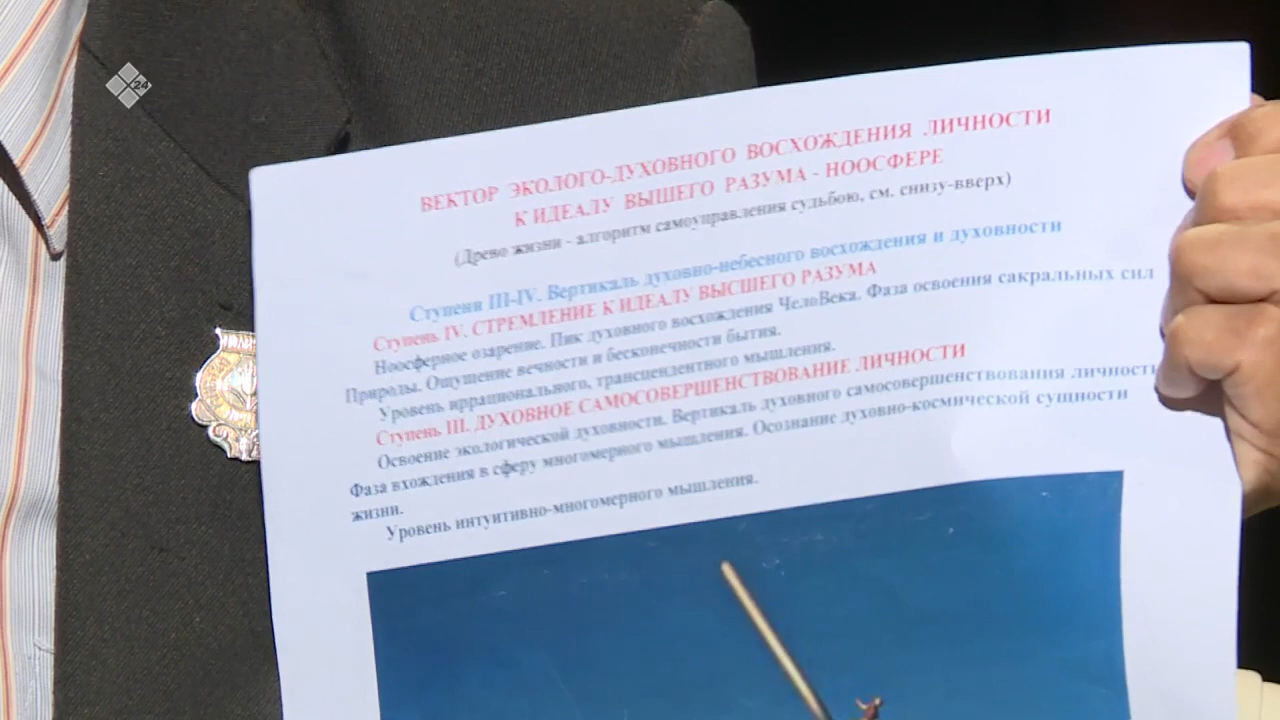 24
ВЕКТОР ЭКОЛОГО-ДУХОВНОГО ВОСХОЖДЕНИЯ ЛИЧНОСТИ
К ИДЕАЛУ ВЫШЕГО РАЗУМА - НООСФЕРЕ
(Древо жизни - алгоритм самоуправления судьбою, см. снизу-вверх)
Ступени III-IV. Вертикаль духовно-небесного восхождения и духовности
Ступень IV. СТРЕМЛЕНИЕ К ИДЕАЛУ ВЫСШЕГО РАЗУМА
Ноосферное озарение. Пик духовного восхождения ЧелоВека. Фаза освоения сакральных сил
Природы. Ощущение вечности и бесконечности бытия.
Уровень иррационального, трансцендентного мышления.
Ступень III. ДУХОВНОЕ САМОСОВЕРШЕНСТВОВАНИЕ ЛИЧНОСТИ
Освоение экологической духовности. Вертикаль духовного самосовершенствования личности
Фаза вхождения в сферу многомерного мышления. Осознание духовно-космической сущности
жизни.
Уровень интуитивно-многомерного мышления.